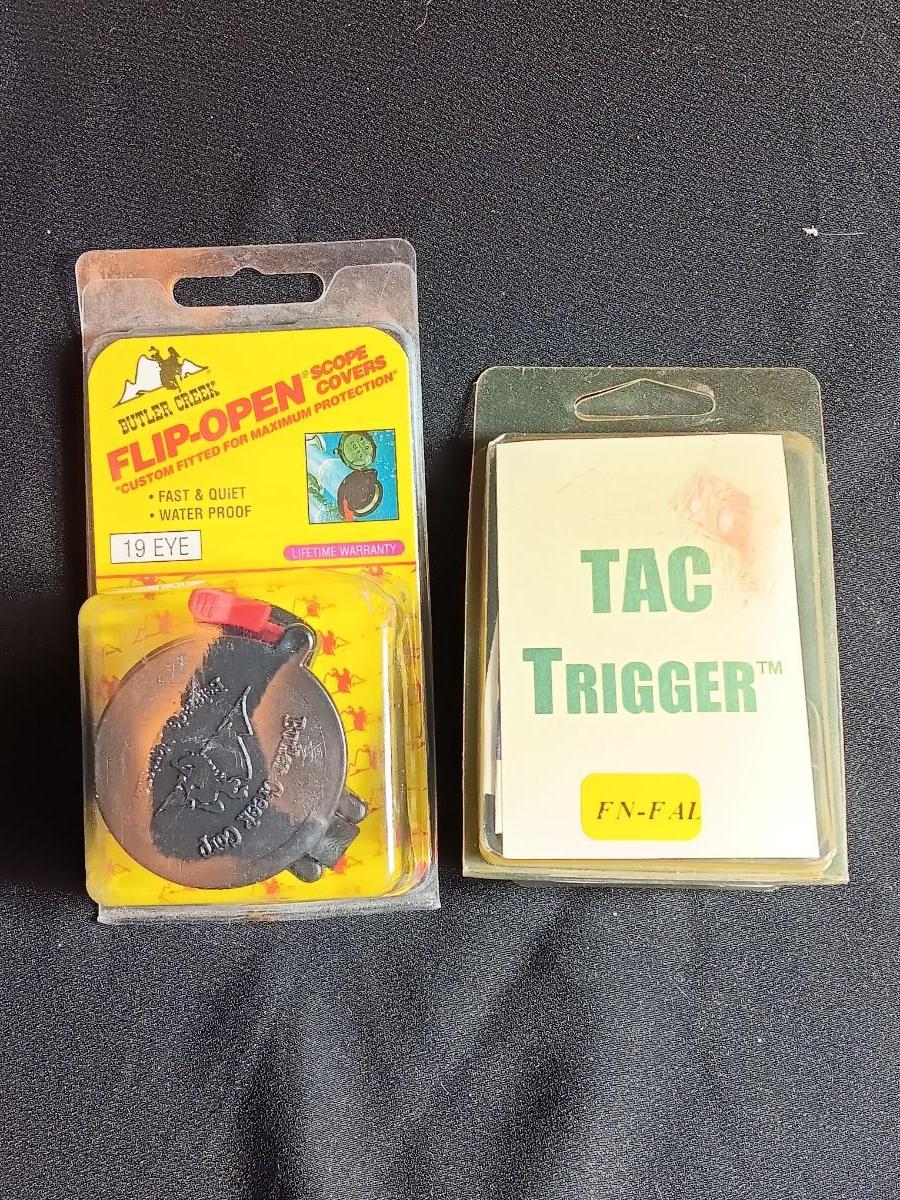 BUTLER CREEK®
FLIP-OPEN® SCOPE COVERS
"CUSTOM FITTED FOR MAXIMUM PROTECTION"
• FAST & QUIET
• WATER PROOF
19 EYE
LIFETIME WARRANTY
Butler Creek Corp
TAC
TRIGGER™
FN-FAL